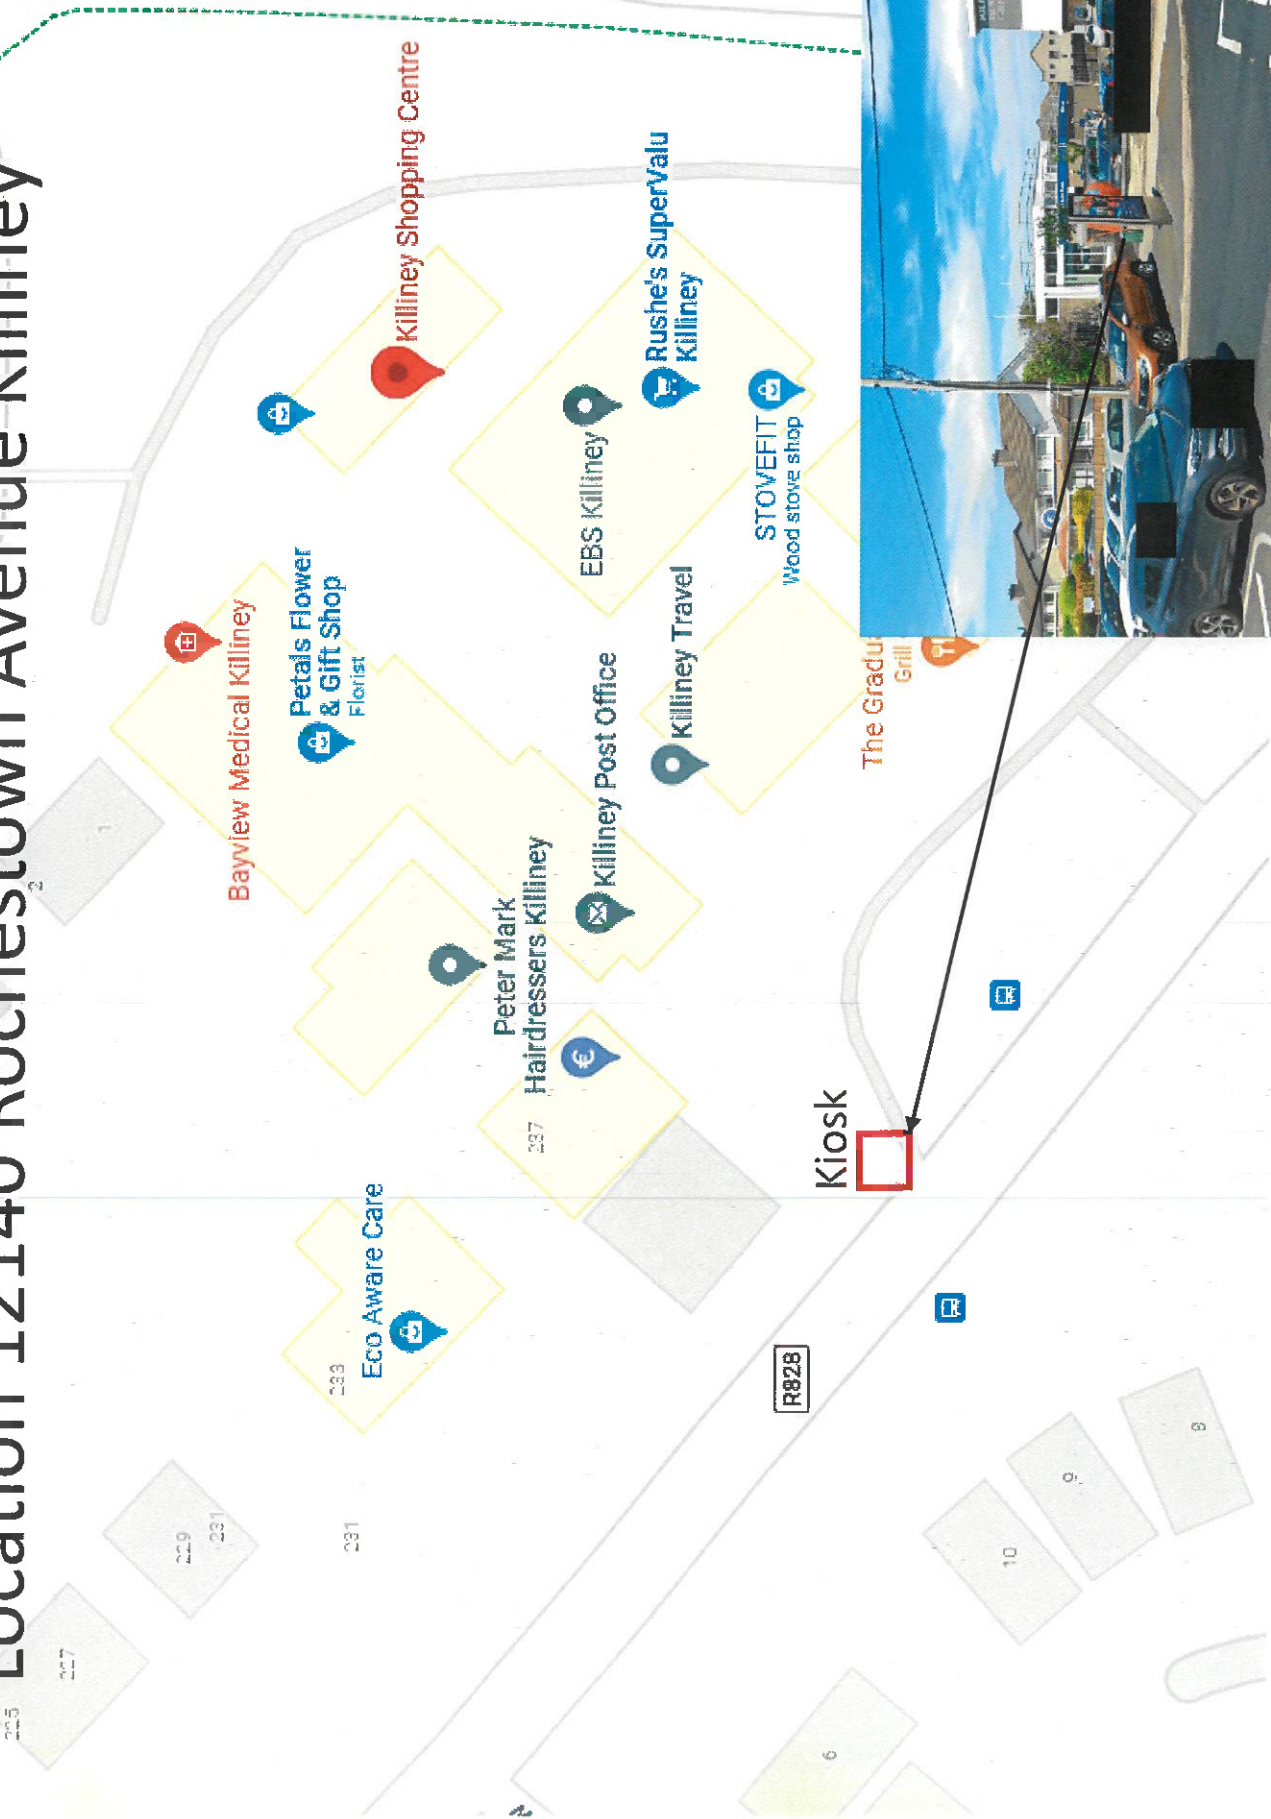 Location 12140 Rochestown Avenue Killiney
Killiney Shopping Centre
Bayview Medical Killiney
Petals Flower
& Gift Shop
Florist
EBS Killiney
Rushe's SuperValu
Killiney
STOVEFIT
Wood stove shop
Killiney Travel
Killiney Post Office
Peter Mark
Hairdressers Killiney
The Gradua
Grill
Eco Aware Care
Kiosk
R828
1
2
237
233
231
229
231
227
225
10
9
8
6